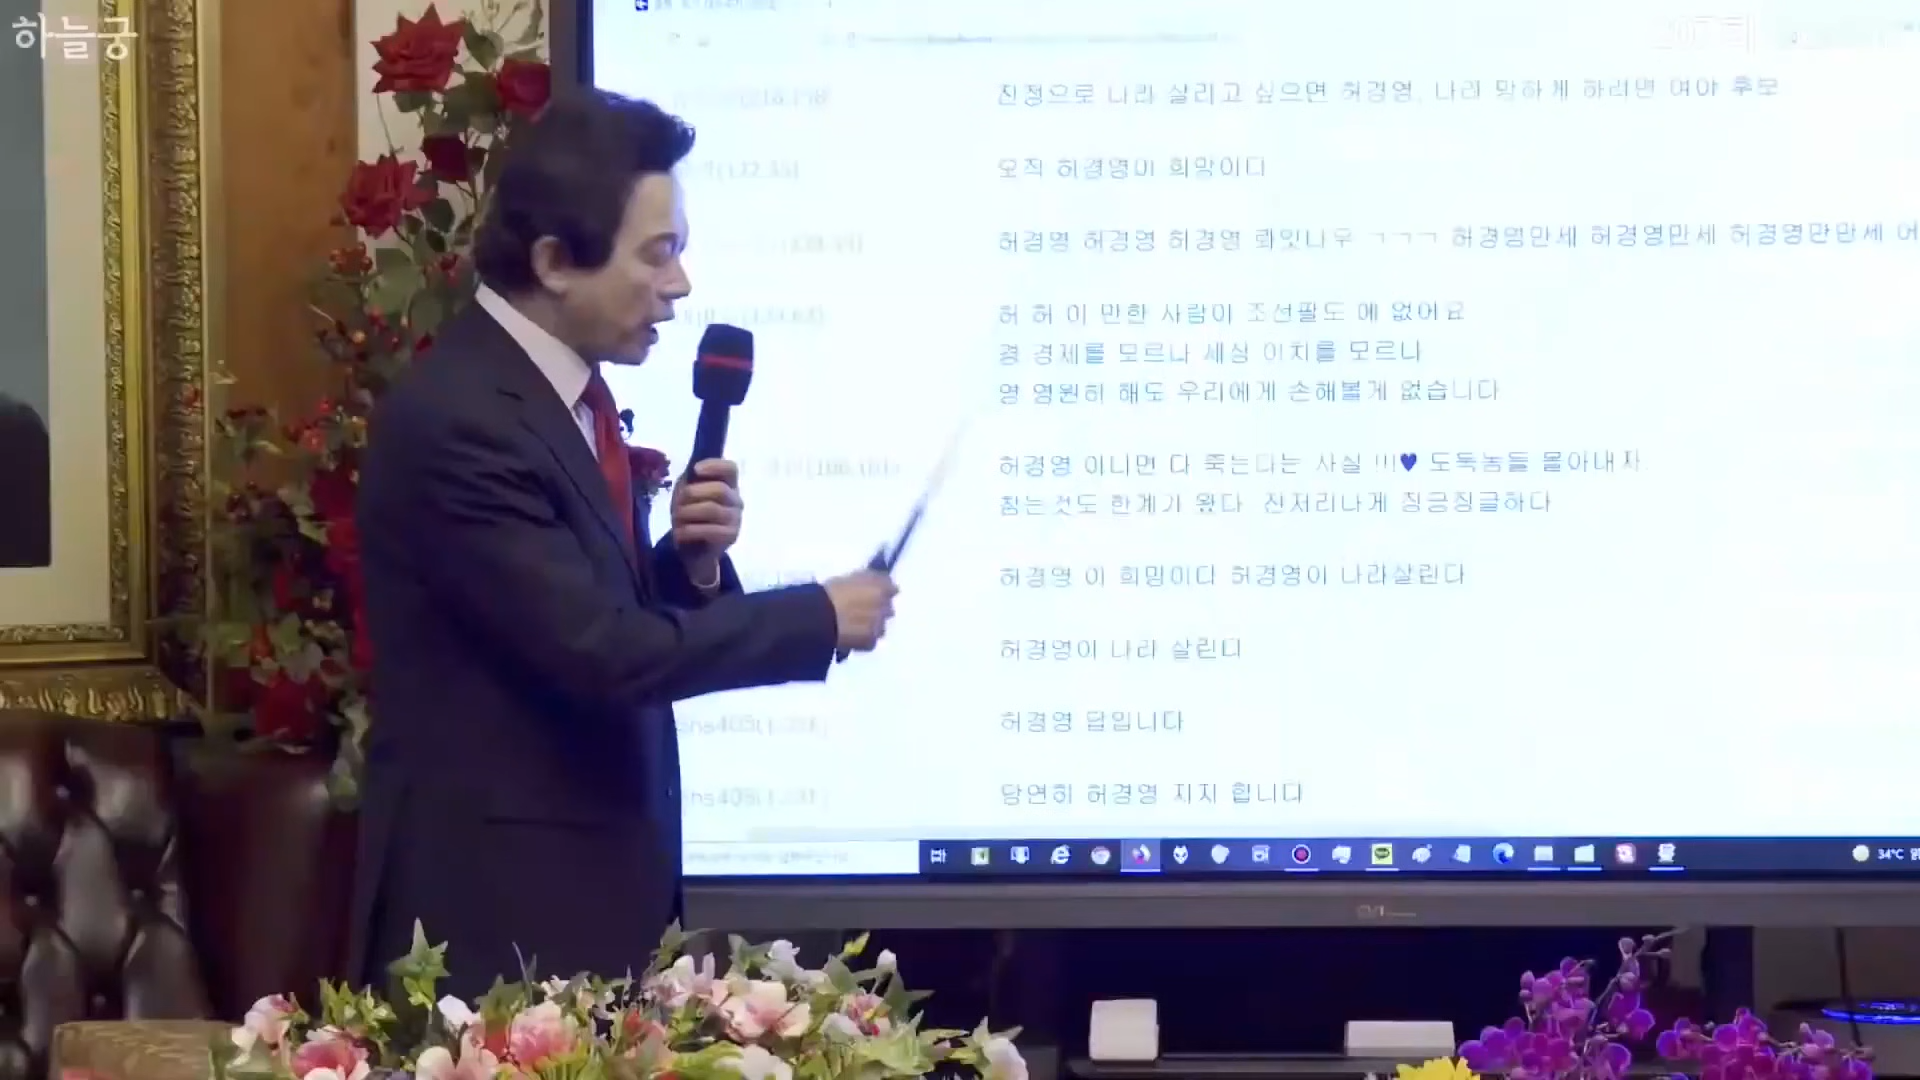 하늘궁
진정으로 나라 살리고 싶으면 허경영, 나라 망하게 하려면 여야 후보
오직 허경영이 희망이다
허경영 허경영 허경영 롸잇나우 ㄱㄱㄱ 허경영만세 허경영만세 허경영만만세
허 허 이 만한 사람이 조선팔도 에 없어요
경 경제를 모르나 세상 이치를 모르나
영 영원히 해도 우리에게 손해볼게 없습니다
허경영 아니면 다 죽는다는 사실 !!!♥ 도둑놈들 몰아내자
참는것도 한계가 왔다 진저리나게 징글징글하다
허경영 이 희망이다 허경영이 나라살린다
허경영이 나라 살린다
허경영 답입니다
당연히 허경영 지지 합니다
34°C